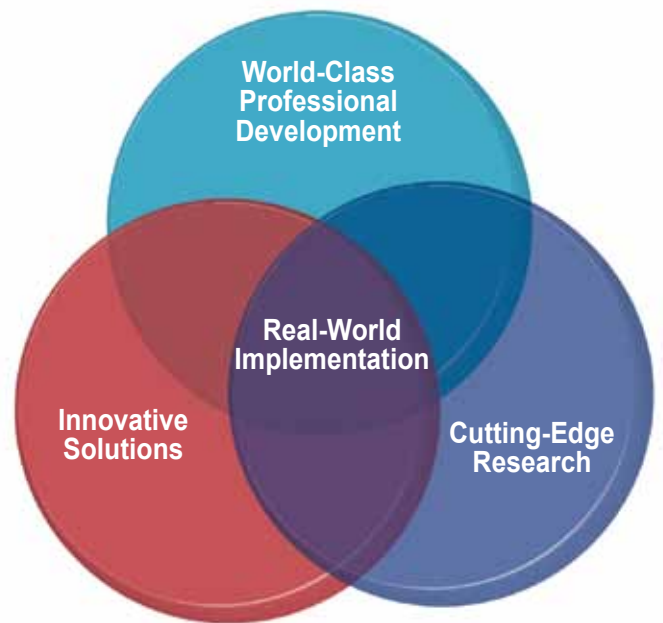 World-Class
Professional
Development
Real-World
Implementation
Innovative
Solutions
Cutting-Edge
Research